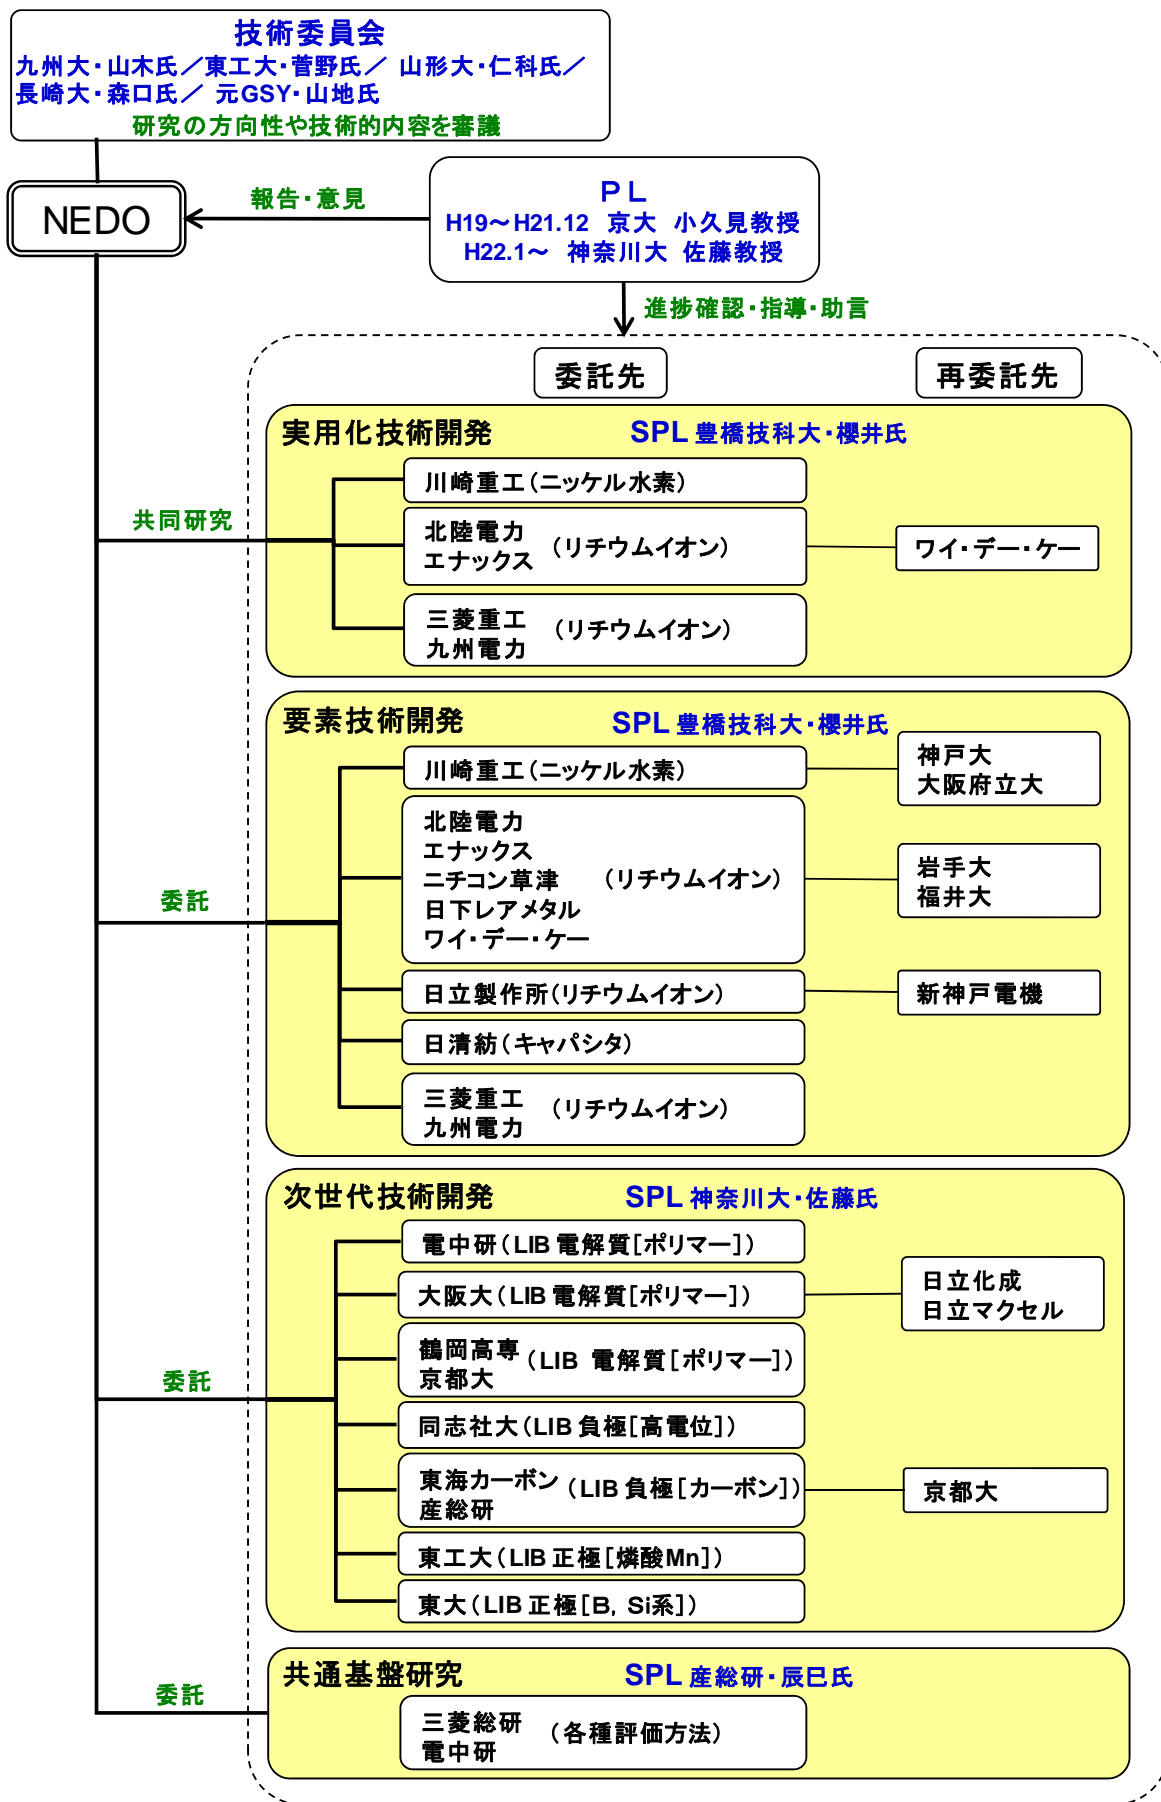 技術委員会
九州大・山木氏／東工大・菅野氏／ 山形大・仁科氏／
長崎大・森口氏／ 元GSY・山地氏
研究の方向性や技術的内容を審議
NEDO
報告・意見
ＰＬ
H19～H21.12 京大 小久見教授
H22.1～ 神奈川大 佐藤教授
進捗確認・指導・助言
委託先
再委託先
実用化技術開発 SPL 豊橋技科大・櫻井氏
共同研究
川崎重工（ニッケル水素）
北陸電力
エナックス
（リチウムイオン）
ワイ・デー・ケー
三菱重工
九州電力
（リチウムイオン）
要素技術開発 SPL 豊橋技科大・櫻井氏
委託
川崎重工（ニッケル水素）
神戸大
大阪府立大
北陸電力
エナックス
ニチコン草津 （リチウムイオン）
日下レアメタル
ワイ・デー・ケー
岩手大
福井大
日立製作所（リチウムイオン）
新神戸電機
日清紡（キャパシタ）
三菱重工
九州電力
（リチウムイオン）
次世代技術開発 SPL 神奈川大・佐藤氏
委託
電中研（LIB 電解質［ポリマー］）
大阪大（LIB 電解質［ポリマー］）
日立化成
日立マクセル
鶴岡高専
京都大
（LIB 電解質［ポリマー］）
同志社大（LIB 負極［高電位］）
東海カーボン
産総研
（LIB 負極［カーボン］）
京都大
東工大（LIB 正極［燐酸Mn］）
東大（LIB 正極［B，Si系］）
共通基盤研究 SPL 産総研・辰巳氏
委託
三菱総研
電中研
（各種評価方法）